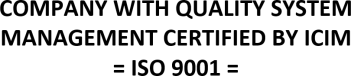 COMPANY WITH QUALITY SYSTEM
MANAGEMENT CERTIFIED BY ICIM
= ISO 9001 =